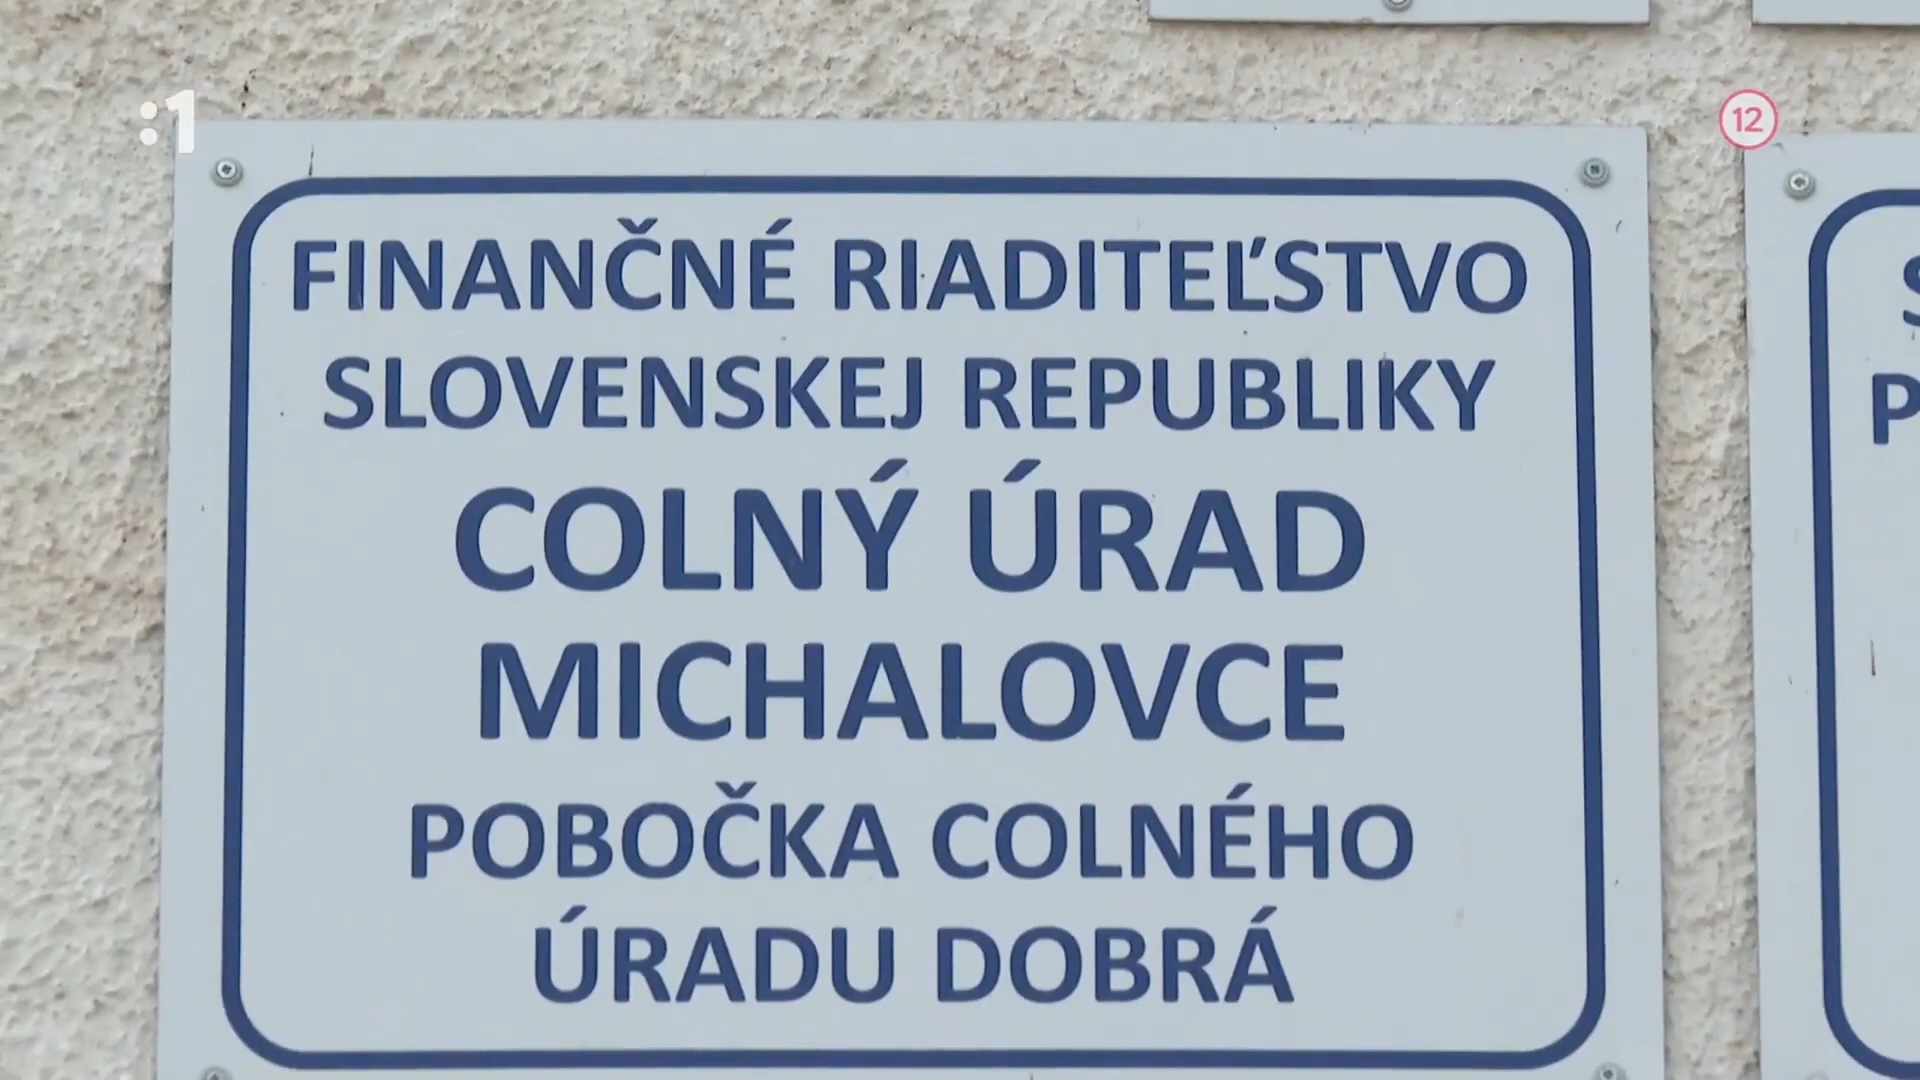 :1
12
FINANČNÉ RIADITEĽSTVO
SLOVENSKEJ REPUBLIKY
COLNÝ ÚRAD
MICHALOVCE
POBOČKA COLNÉHO
ÚRADU DOBRÁ